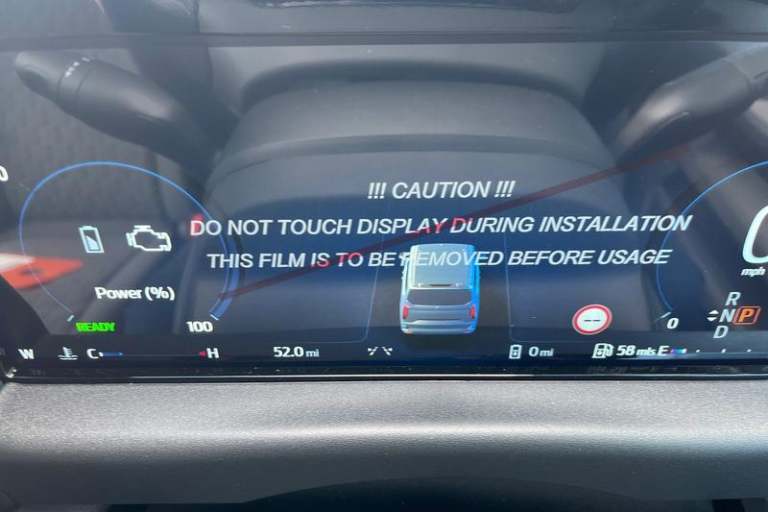 !!! CAUTION !!!
DO NOT TOUCH DISPLAY DURING INSTALLATION
THIS FILM IS TO BE REMOVED BEFORE USAGE
Power (%)
READY 100
--
0
0
mph
R
N P
D
W C H 52.0 mi 0 mi 58 mls E